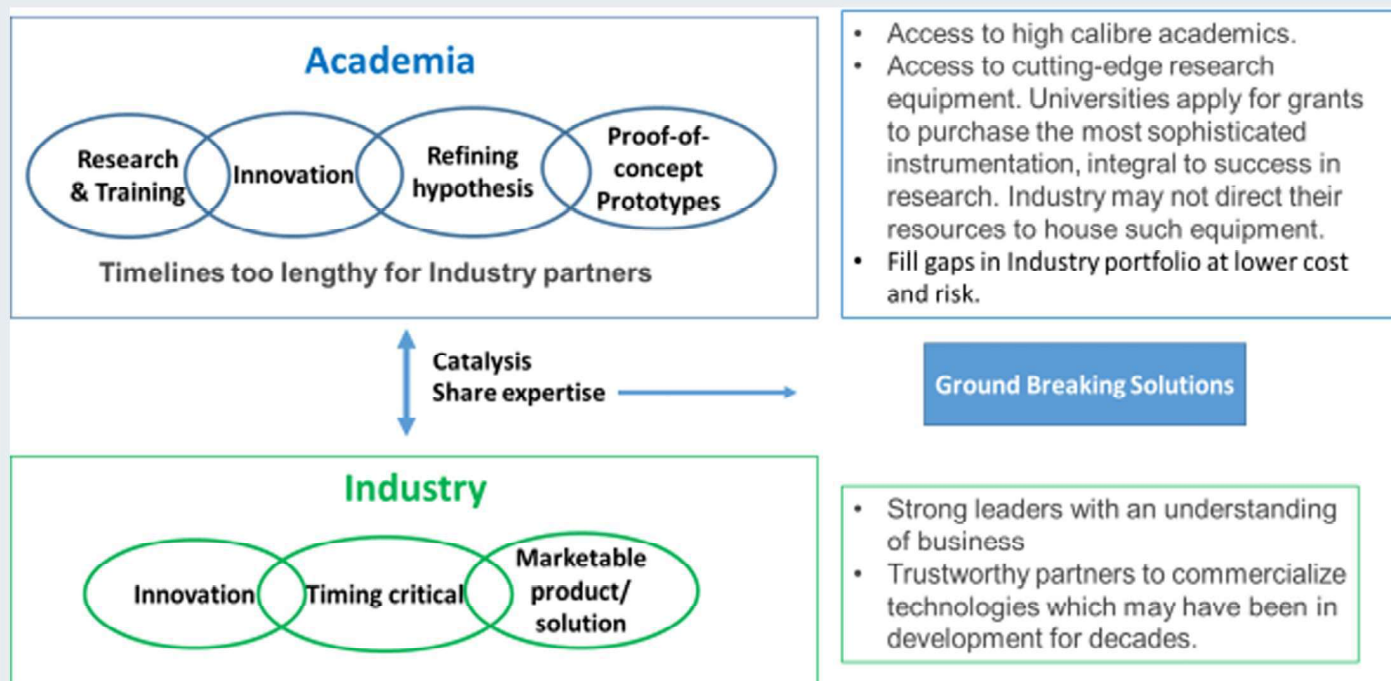 Academia
Research
& Training
Innovation
Refining
hypothesis
Proof-of-
concept
Prototypes
Timelines too lengthy for Industry partners
• Access to high calibre academics.
• Access to cutting-edge research
equipment. Universities apply for grants
to purchase the most sophisticated
instrumentation, integral to success in
research. Industry may not direct their
resources to house such equipment.
• Fill gaps in Industry portfolio at lower cost
and risk.
Catalysis
Share expertise
Ground Breaking Solutions
Industry
Innovation
Timing critical
Marketable
product/
solution
• Strong leaders with an understanding
of business
• Trustworthy partners to commercialize
technologies which may have been in
development for decades.